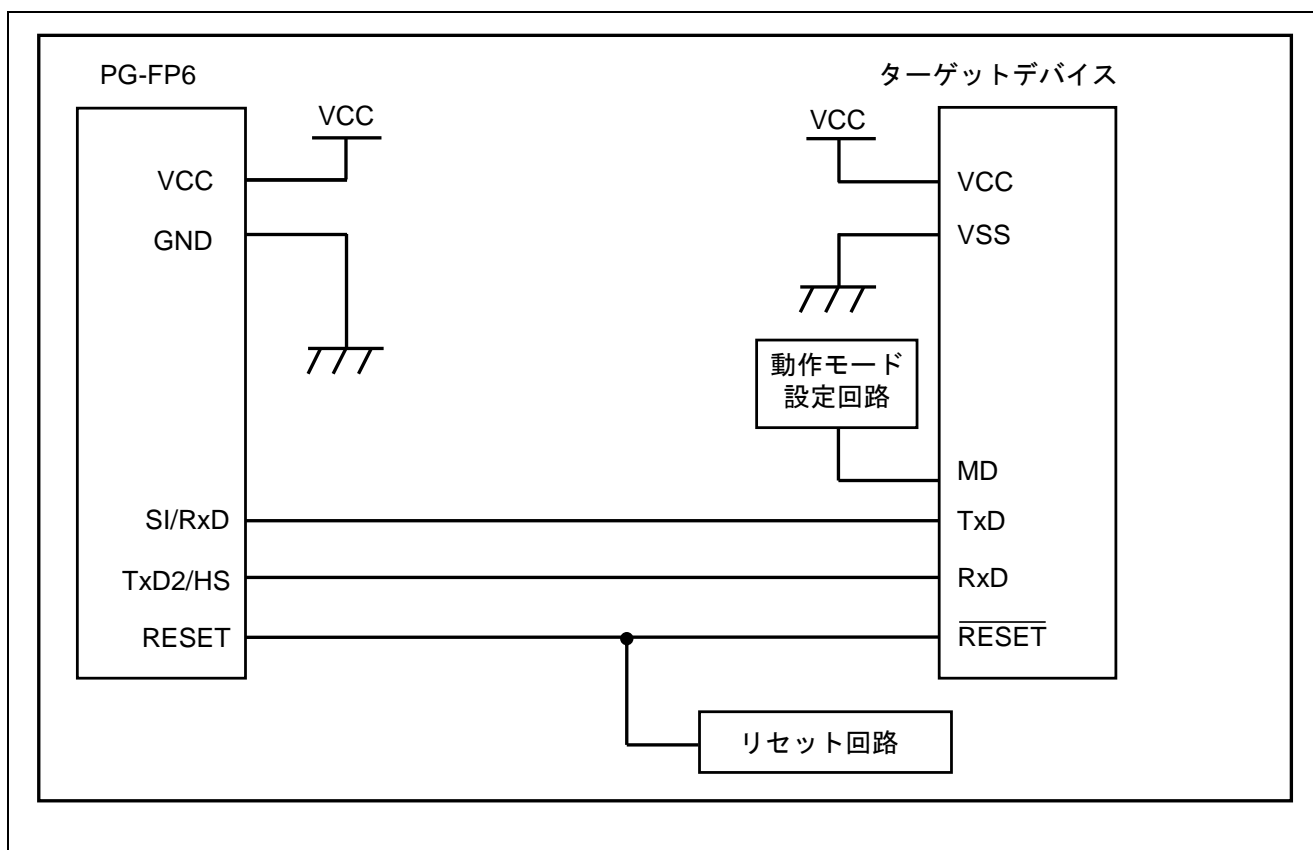 PG-FP6
ターゲットデバイス
VCC
VCC
VCC
VCC
GND
VSS
動作モード
設定回路
MD
SI/RxD
TxD
TxD2/HS
RxD
RESET
RESET
リセット回路